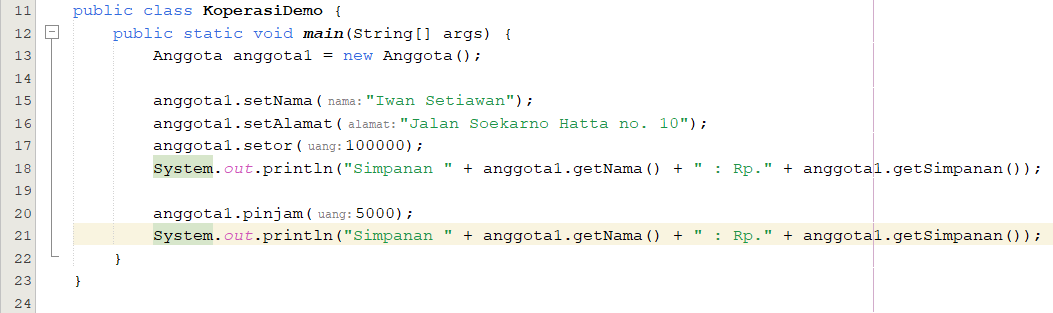 11 public class KoperasiDemo {
12 public static void main(String[] args) {
13 Anggota anggota1 = new Anggota();
14
15 anggota1.setNama( nama: "Iwan Setiawan");
16 anggota1.setAlamat( alamat: "Jalan Soekarno Hatta no. 10");
17 anggota1.setor( uang: 100000);
18 System.out.println("Simpanan " + anggota1.getNama() + " : Rp." + anggota1.getSimpanan());
19
20 anggota1.pinjam( uang: 5000);
21 System.out.println("Simpanan " + anggota1.getNama() + " : Rp." + anggota1.getSimpanan());
22 }
23 }
24